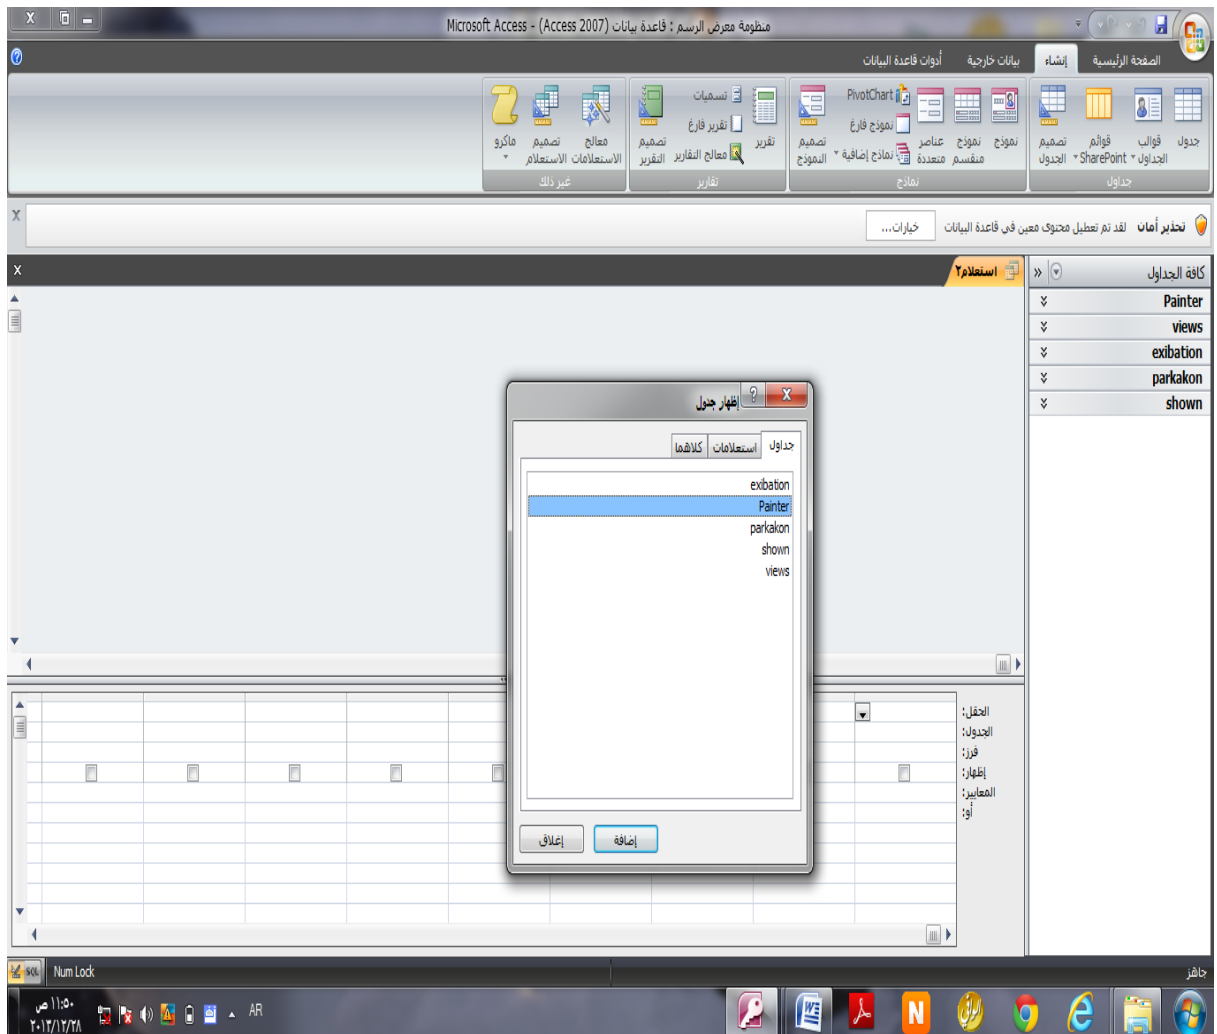 منظومة معرض الرسم : قاعدة بيانات (Access 2007) - Microsoft Access
الصفحة الرئيسية
إنشاء
بيانات خارجية
أدوات قاعدة البيانات
جدول
قوالب الجداول
قوائم SharePoint
تصميم الجدول
جداول
نموذج
نموذج منقسم
عناصر متعددة
PivotChart
نموذج فارغ
نماذج إضافية
تصميم النموذج
نماذج
تقرير
تسميات
تقرير فارغ
معالج التقارير
تصميم التقرير
تقارير
معالج الاستعلامات
تصميم الاستعلام
ماكرو
غير ذلك
تحذير أمان لقد تم تعطيل محتوى معين في قاعدة البيانات
خيارات...
كافة الجداول
Painter
views
exibation
parkakon
shown
استعلام٢
إظهار جدول
جداول
استعلامات
كلاهما
exibation
Painter
parkakon
shown
views
إضافة
إغلاق
الحقل:
الجدول:
فرز:
إظهار:
المعايير:
أو:
جاهز
Num Lock
SQL
AR
١١:٥٠ ص
٢٠١٣/١٢/٢٨